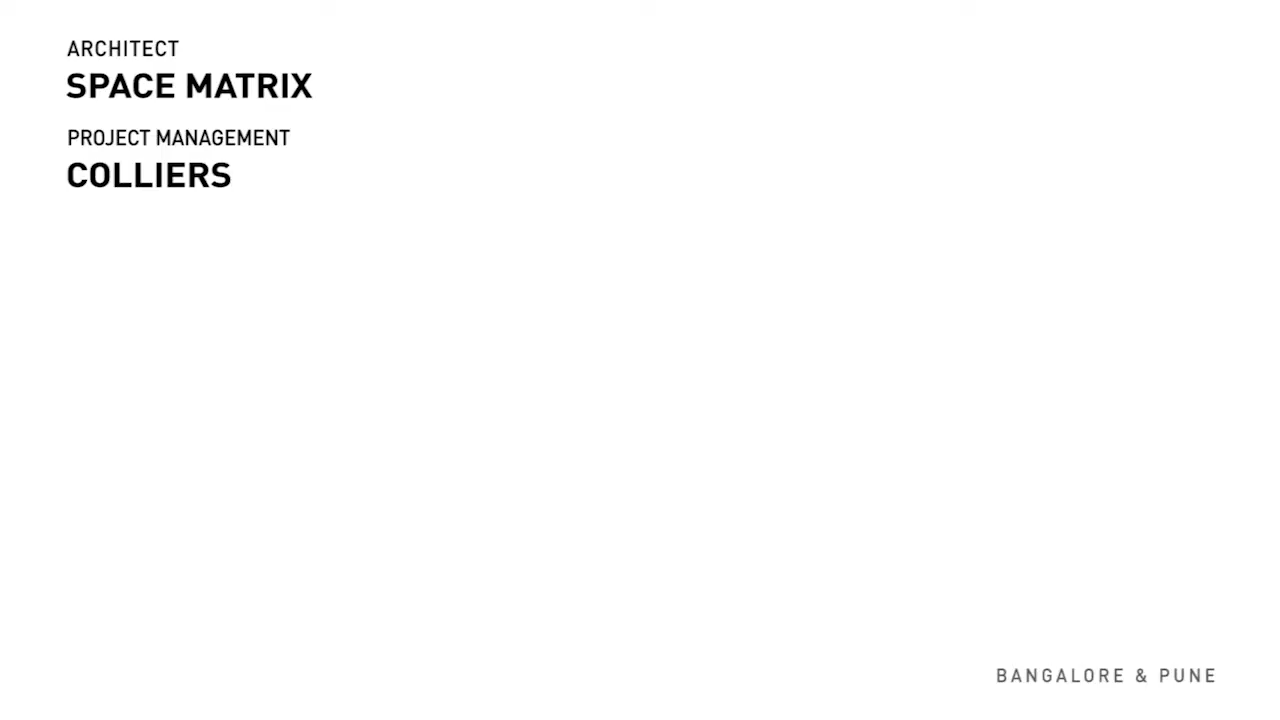 ARCHITECT
SPACE MATRIX
PROJECT MANAGEMENT
COLLIERS
BANGALORE & PUNE